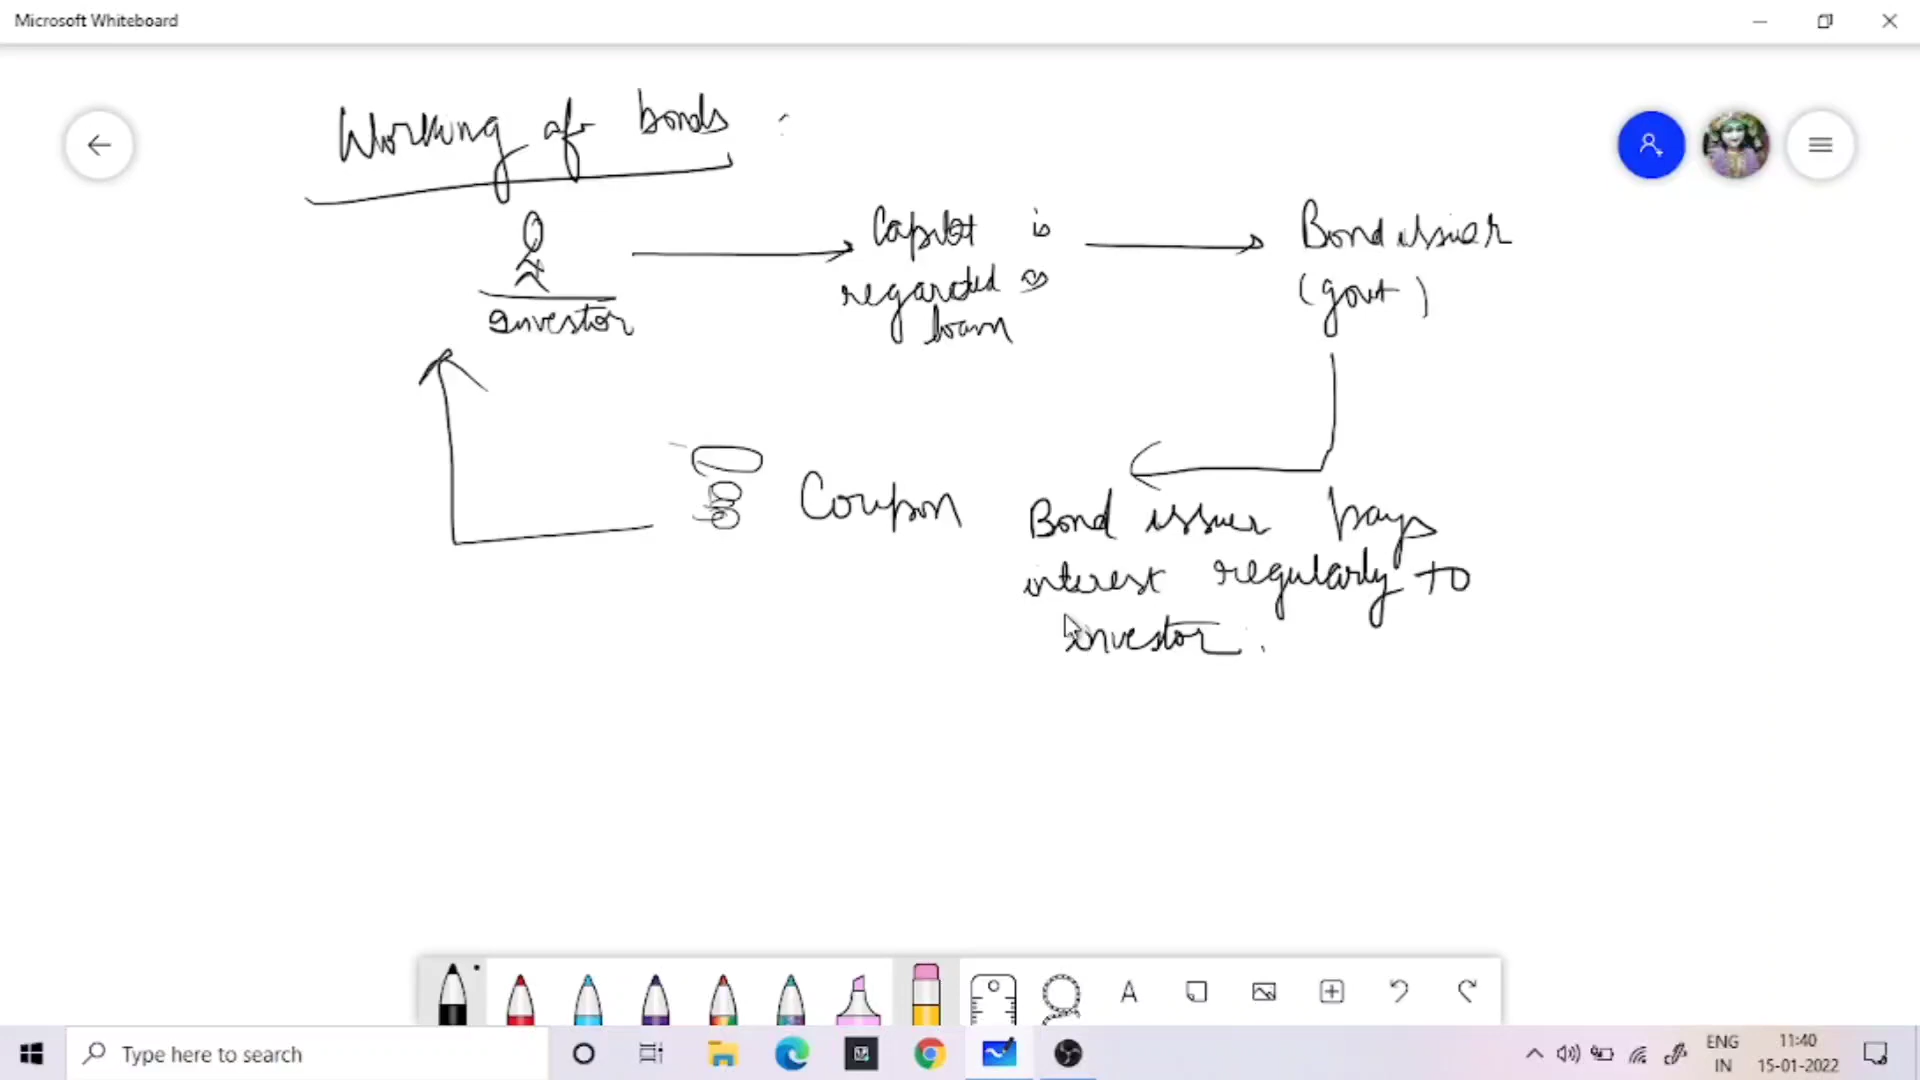 Microsoft Whiteboard
Working of bonds :
Capital is
regarded as
loan
Bond issuer
(govt)
Investor
Coupon
Bond issuer pays
interest regularly to
investor.
A
Type here to search
ENG
IN
11:40
15-01-2022